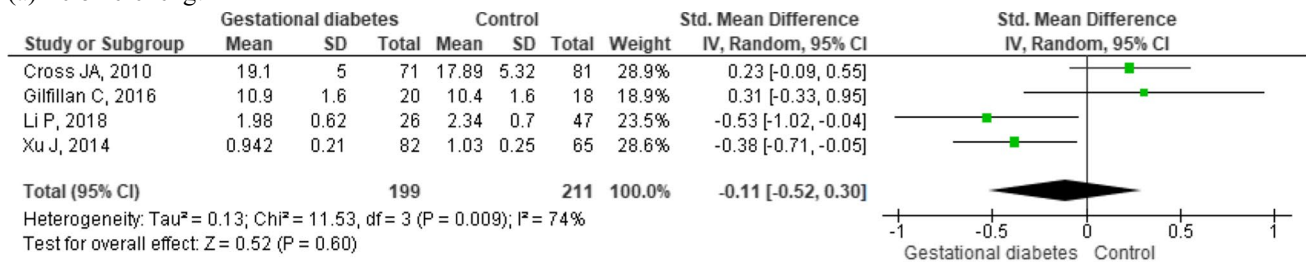 Gestational diabetes Control Std. Mean Difference Std. Mean Difference
Study or Subgroup Mean SD Total Mean SD Total Weight IV, Random, 95% CI IV, Random, 95% CI
Cross JA, 2010 19.1 5 71 17.89 5.32 81 28.9% 0.23 [-0.09, 0.55]
Gilfillan C, 2016 10.9 1.6 20 10.4 1.6 18 18.9% 0.31 [-0.33, 0.95]
Li P, 2018 1.98 0.62 26 2.34 0.7 47 23.5% -0.53 [-1.02, -0.04]
Xu J, 2014 0.942 0.21 82 1.03 0.25 65 28.6% -0.38 [-0.71, -0.05]
Total (95% CI) 199 211 100.0% -0.11 [-0.52, 0.30]
Heterogeneity: Tau² = 0.13; Chi² = 11.53, df = 3 (P = 0.009); I² = 74%
Test for overall effect: Z = 0.52 (P = 0.60)
-1 -0.5 0 0.5 1
Gestational diabetes Control